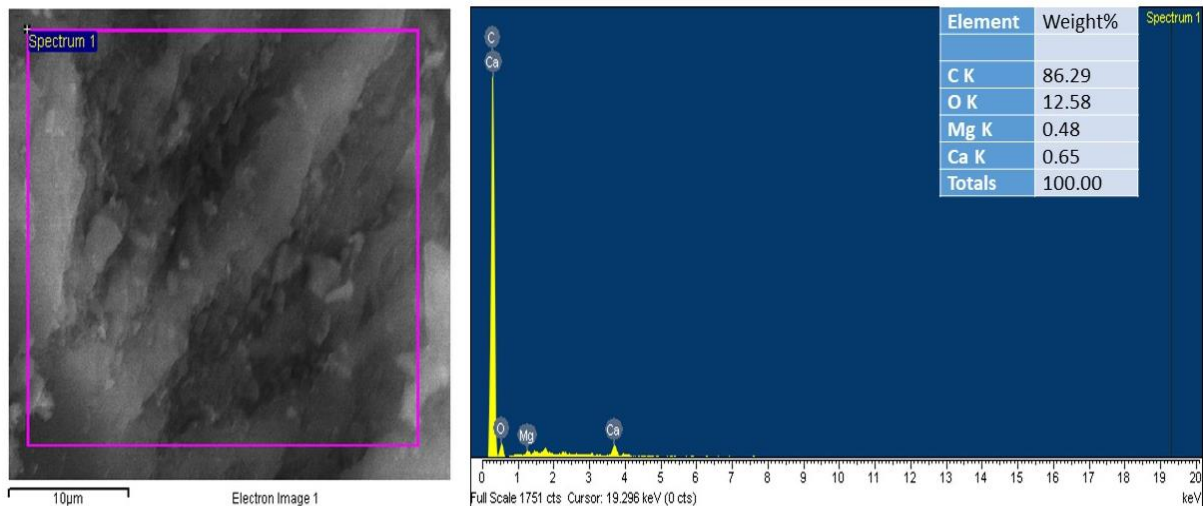 Spectrum 1
10µm
Electron Image 1
C
Ca
O
Mg
Ca
Spectrum 1
Element Weight%
C K 86.29
O K 12.58
Mg K 0.48
Ca K 0.65
Totals 100.00
0 1 2 3 4 5 6 7 8 9 10 11 12 13 14 15 16 17 18 19 20
Full Scale 1751 cts Cursor: 19.296 keV (0 cts)
keV